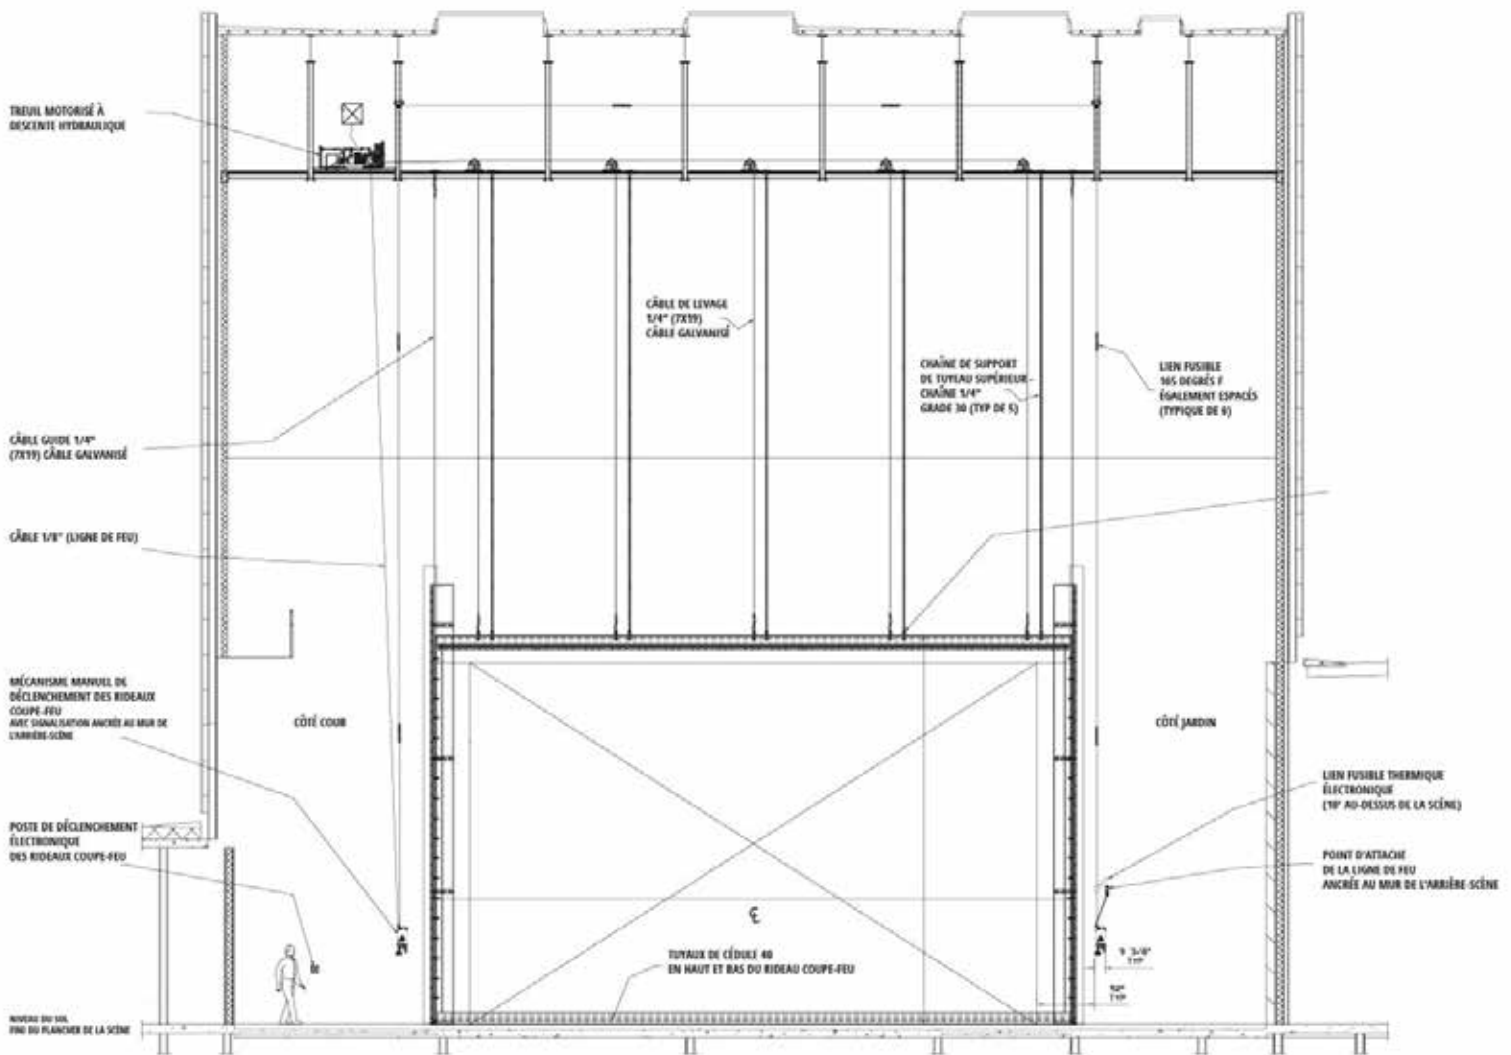 TREUIL MOTORISÉ À
DESCENTE HYDRAULIQUE
CÂBLE DE LEVAGE
1/4" (7X19)
CÂBLE GALVANISÉ
CHAÎNE DE SUPPORT
DE TUYEAU SUPÉRIEUR
CHAÎNE 1/4"
GRADE 30 (TYP DE 5)
LIEN FUSIBLE
165 DEGRÉS F
ÉGALEMENT ESPACÉS
(TYPIQUE DE 6)
CÂBLE GUIDE 1/4"
(7X19) CÂBLE GALVANISÉ
CÂBLE 1/8" (LIGNE DE FEU)
MÉCANISME MANUEL DE
DÉCLENCHEMENT DES RIDEAUX
COUPE-FEU
AVEC SIGNALISATION ANCRÉE AU MUR DE
L'ARRIÈRE-SCÈNE
CÔTÉ COUR
CÔTÉ JARDIN
LIEN FUSIBLE THERMIQUE
ÉLECTRONIQUE
(10' AU-DESSUS DE LA SCÈNE)
POSTE DE DÉCLENCHEMENT
ÉLECTRONIQUE
DES RIDEAUX COUPE-FEU
POINT D'ATTACHE
DE LA LIGNE DE FEU
ANCRÉE AU MUR DE L'ARRIÈRE-SCÈNE
TUYAUX DE CÉDULE 40
EN HAUT ET BAS DU RIDEAU COUPE-FEU
9 3/8"
TYP
TYP
NIVEAU DU SOL
FINI DU PLANCHER DE LA SCÈNE